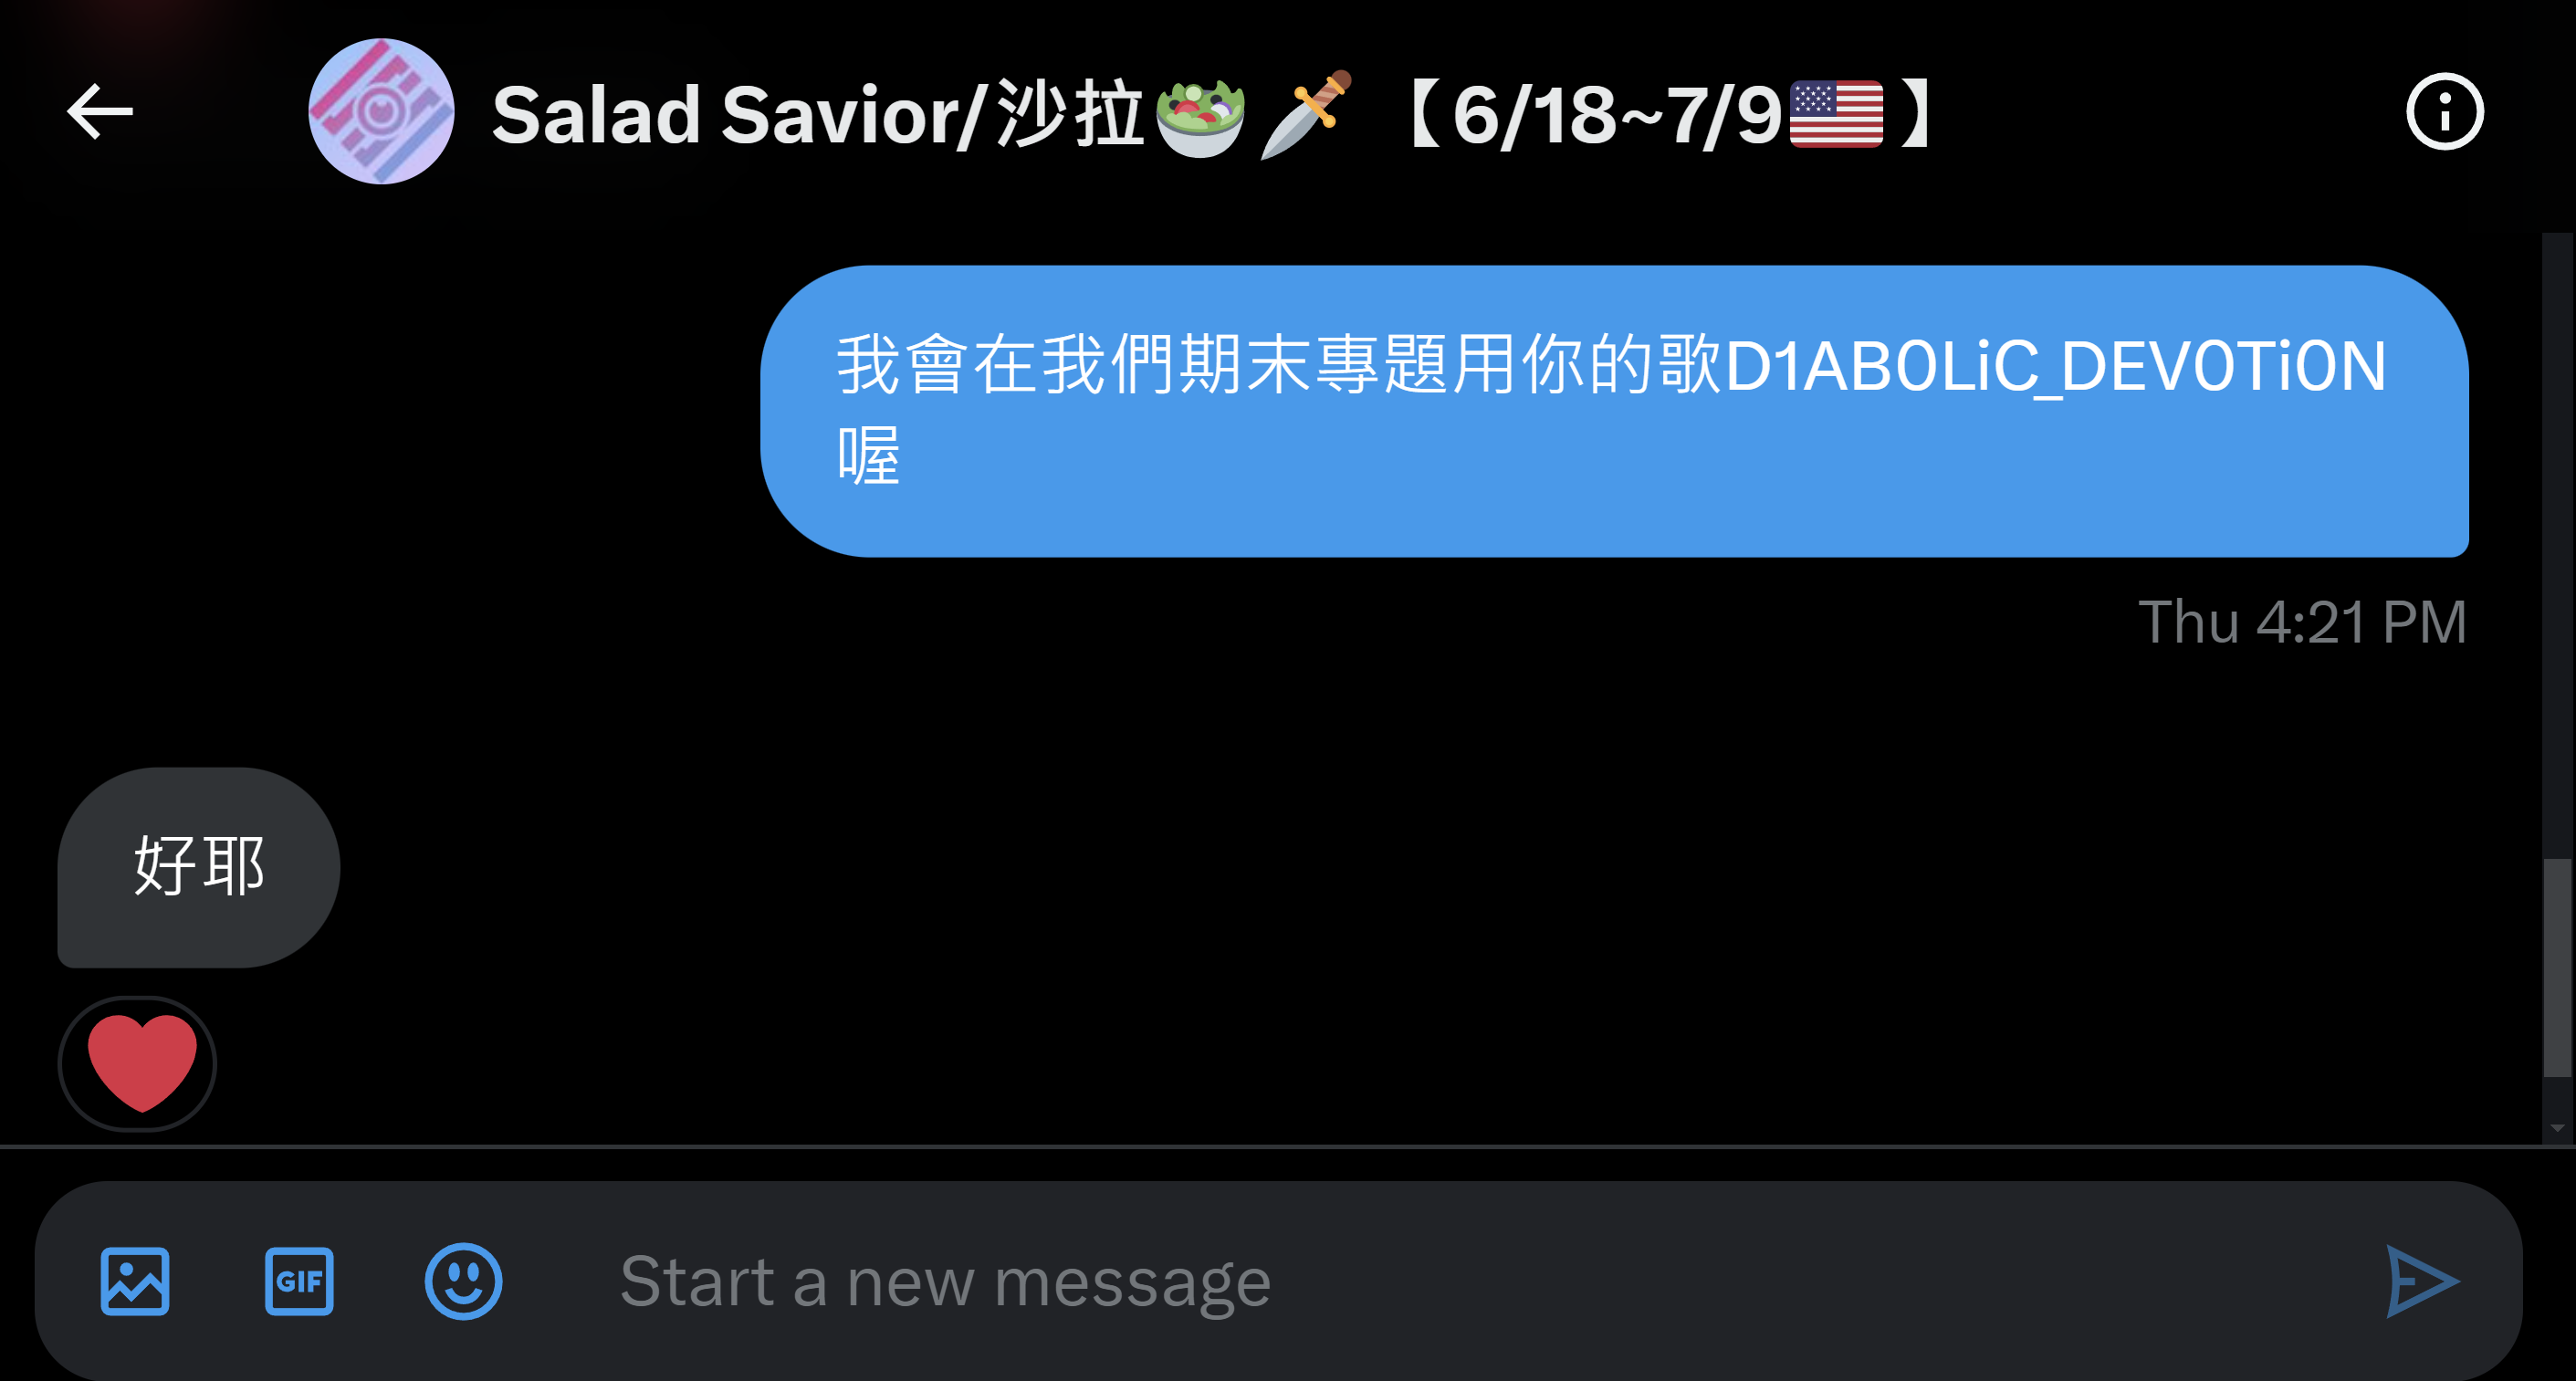 Salad Savior/沙拉🥗🗡️ 【6/18~7/9🇺🇸】
我會在我們期末專題用你的歌D1AB0LiC_DEV0Ti0N
喔
Thu 4:21 PM
好耶
GIF
Start a new message